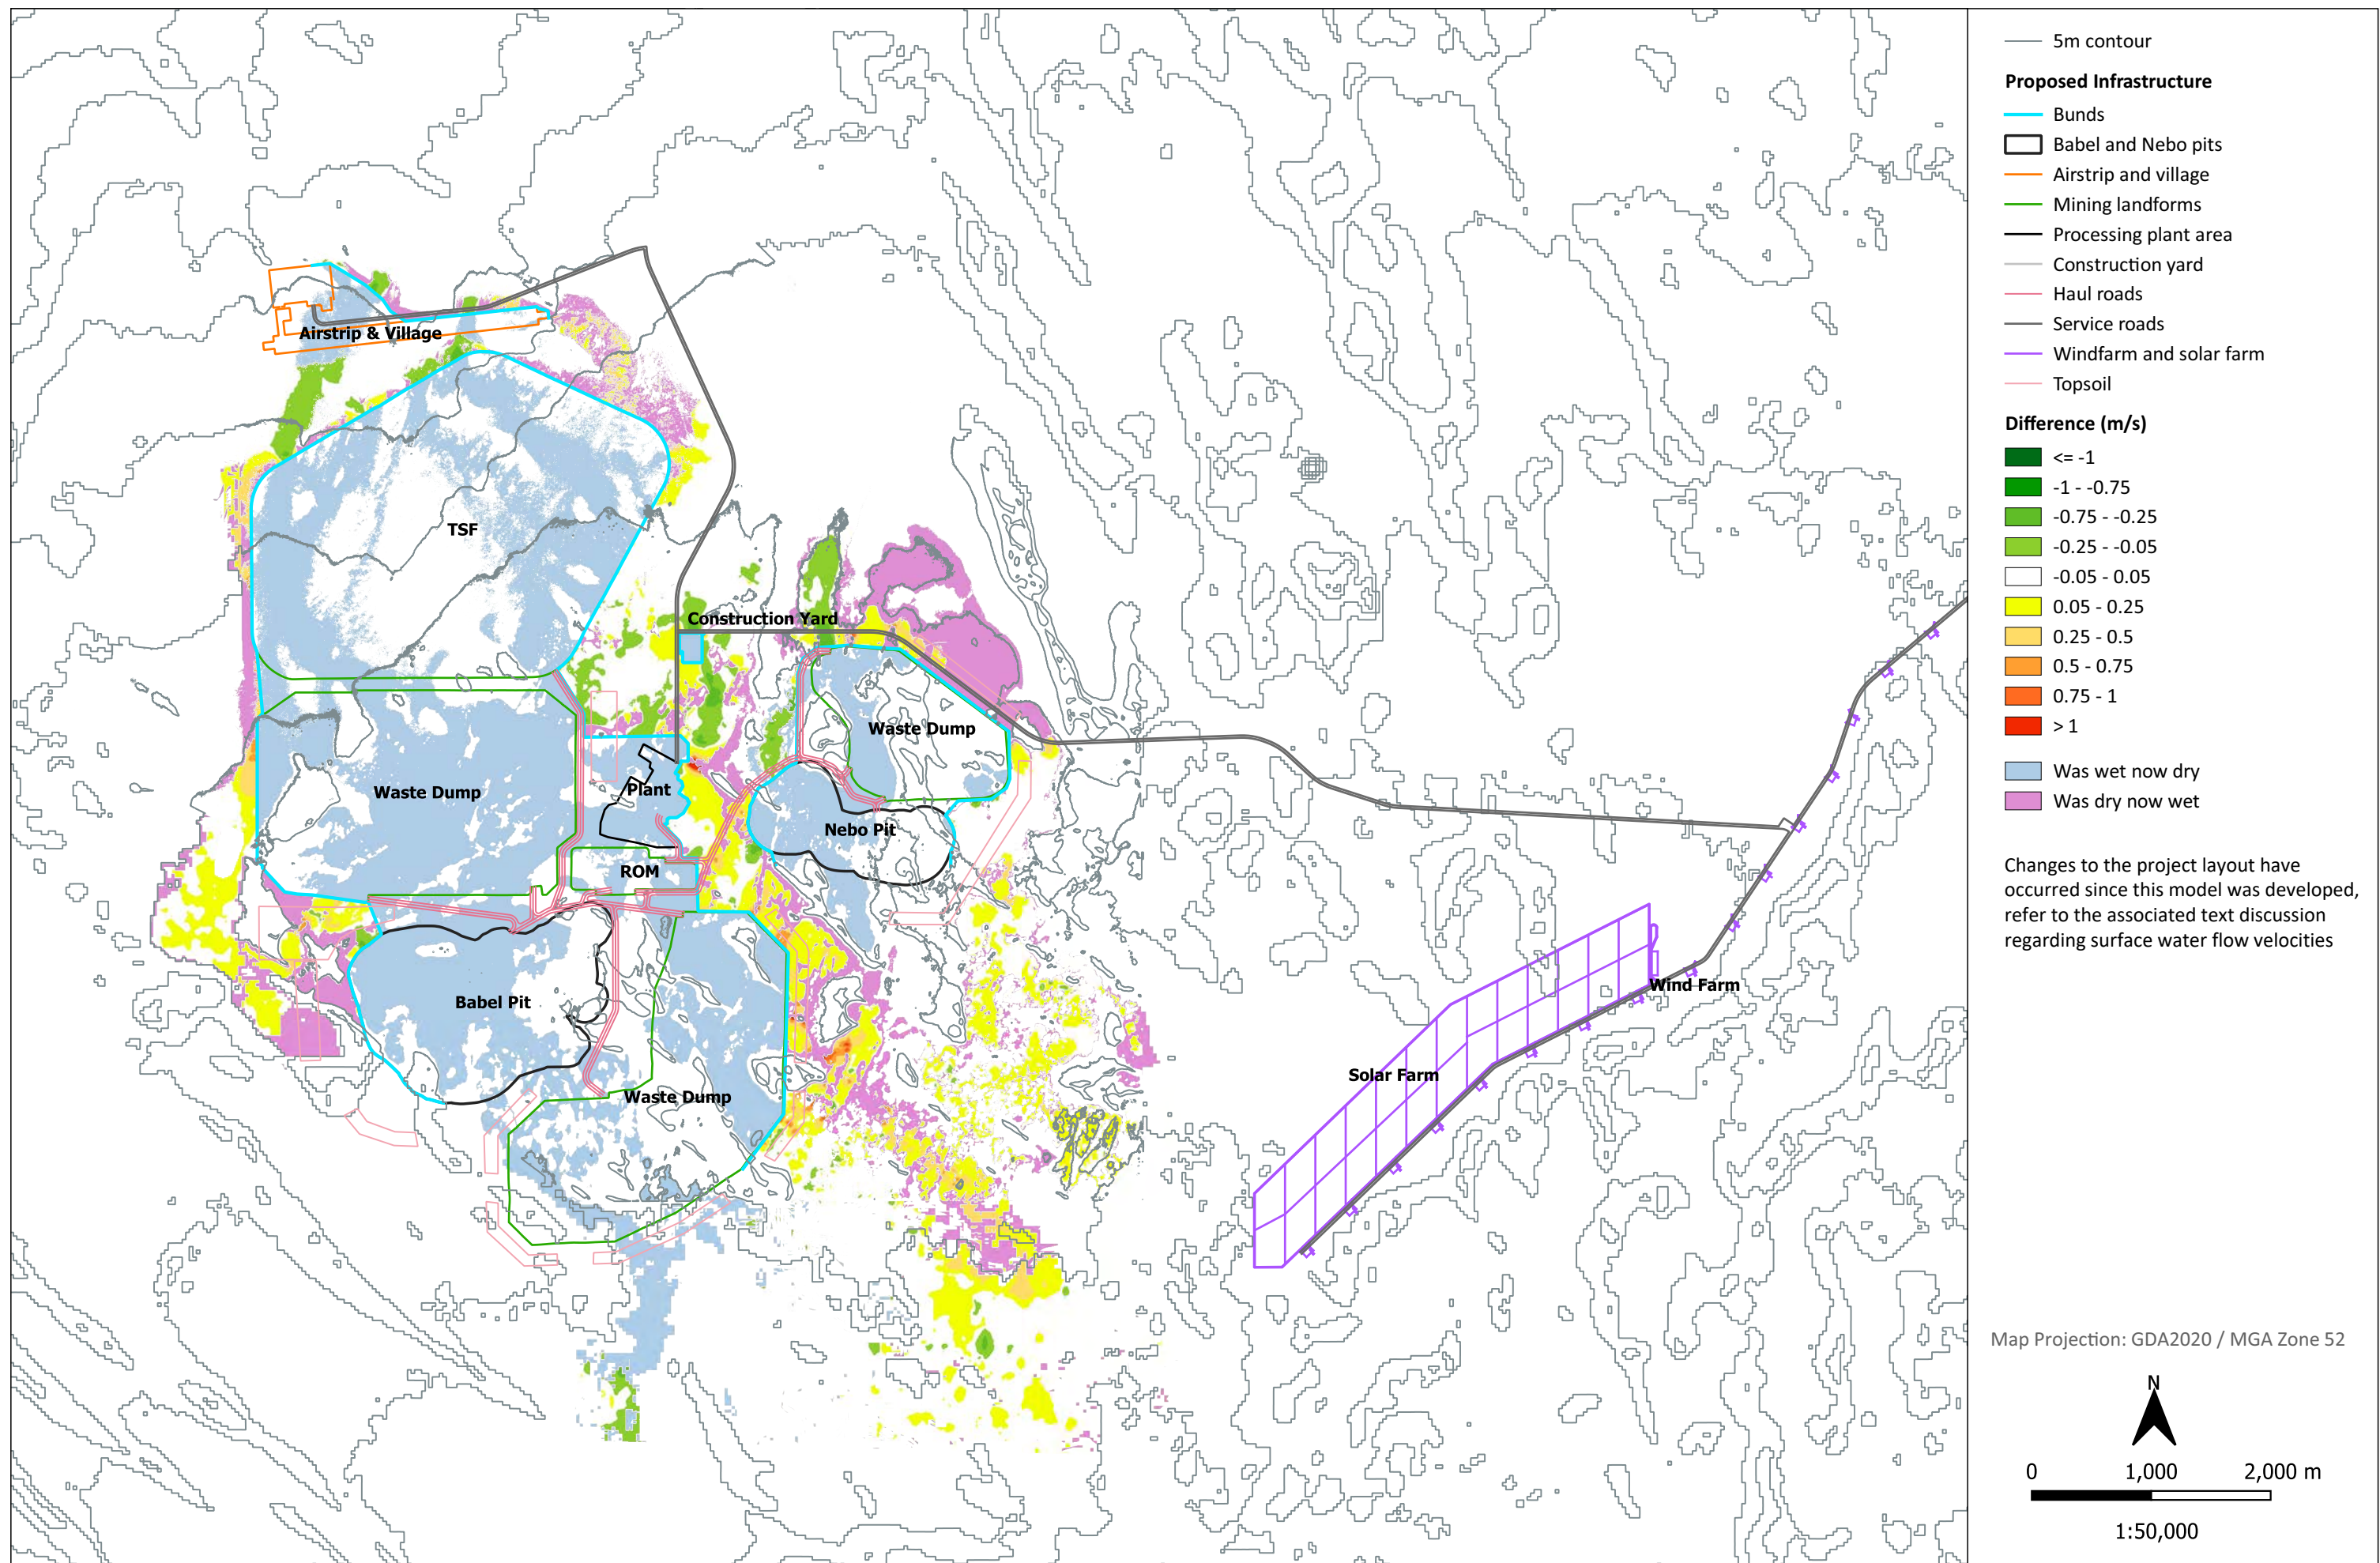 Airstrip & Village
TSF
Construction Yard
Waste Dump
Waste Dump
Plant
Nebo Pit
ROM
Babel Pit
Waste Dump
Solar Farm
Wind Farm
5m contour
Proposed Infrastructure
Bunds
Babel and Nebo pits
Airstrip and village
Mining landforms
Processing plant area
Construction yard
Haul roads
Service roads
Windfarm and solar farm
Topsoil
Difference (m/s)
<= -1
-1 - -0.75
-0.75 - -0.25
-0.25 - -0.05
-0.05 - 0.05
0.05 - 0.25
0.25 - 0.5
0.5 - 0.75
0.75 - 1
> 1
Was wet now dry
Was dry now wet
Changes to the project layout have
occurred since this model was developed,
refer to the associated text discussion
regarding surface water flow velocities
Map Projection: GDA2020 / MGA Zone 52
N
0 1,000 2,000 m
1:50,000